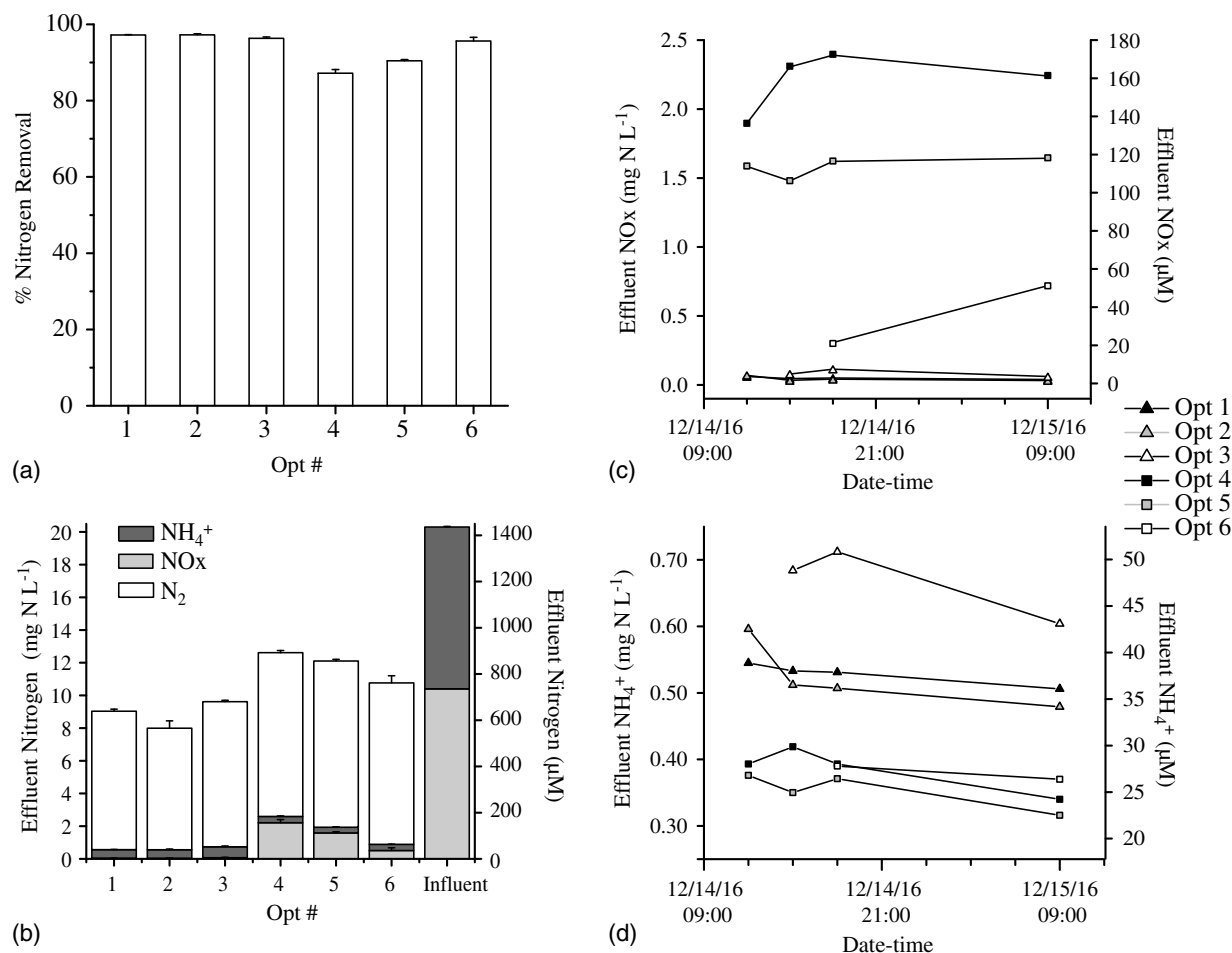 100
80
60
40
20
0
% Nitrogen Removal
1 2 3 4 5 6
Opt #
(a)
20
18
16
14
12
10
8
6
4
2
0
Effluent Nitrogen (mg N L⁻¹)
NH₄⁺
NOx
N₂
1400
1200
1000
800
600
400
200
0
Effluent Nitrogen (µM)
1 2 3 4 5 6 Influent
Opt #
(b)
2.5
2.0
1.5
1.0
0.5
0.0
Effluent NOx (mg N L⁻¹)
180
160
140
120
100
80
60
40
20
0
Effluent NOx (µM)
12/14/16 12/14/16 12/15/16
09:00 21:00 09:00
Date-time
(c)
Opt 1
Opt 2
Opt 3
Opt 4
Opt 5
Opt 6
0.70
0.60
0.50
0.40
0.30
Effluent NH₄⁺ (mg N L⁻¹)
50
45
40
35
30
25
20
Effluent NH₄⁺ (µM)
12/14/16 12/14/16 12/15/16
09:00 21:00 09:00
Date-time
(d)